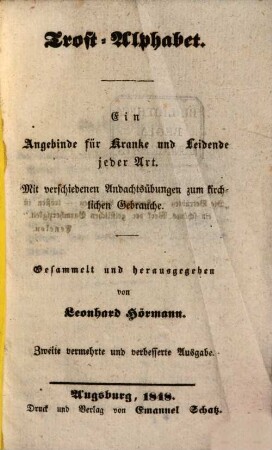 Trost-Alphabet.
Ein
Angebinde für Kranke und Leidende
jeder Art.
Mit verschiedenen Andachtsübungen zum kirch-
lichen Gebrauche.
Gesammelt und herausgegeben
von
Leonhard Hörmann.
Zweite vermehrte und verbesserte Ausgabe.
Augsburg, 1848.
Druck und Verlag von Emanuel Schatz.